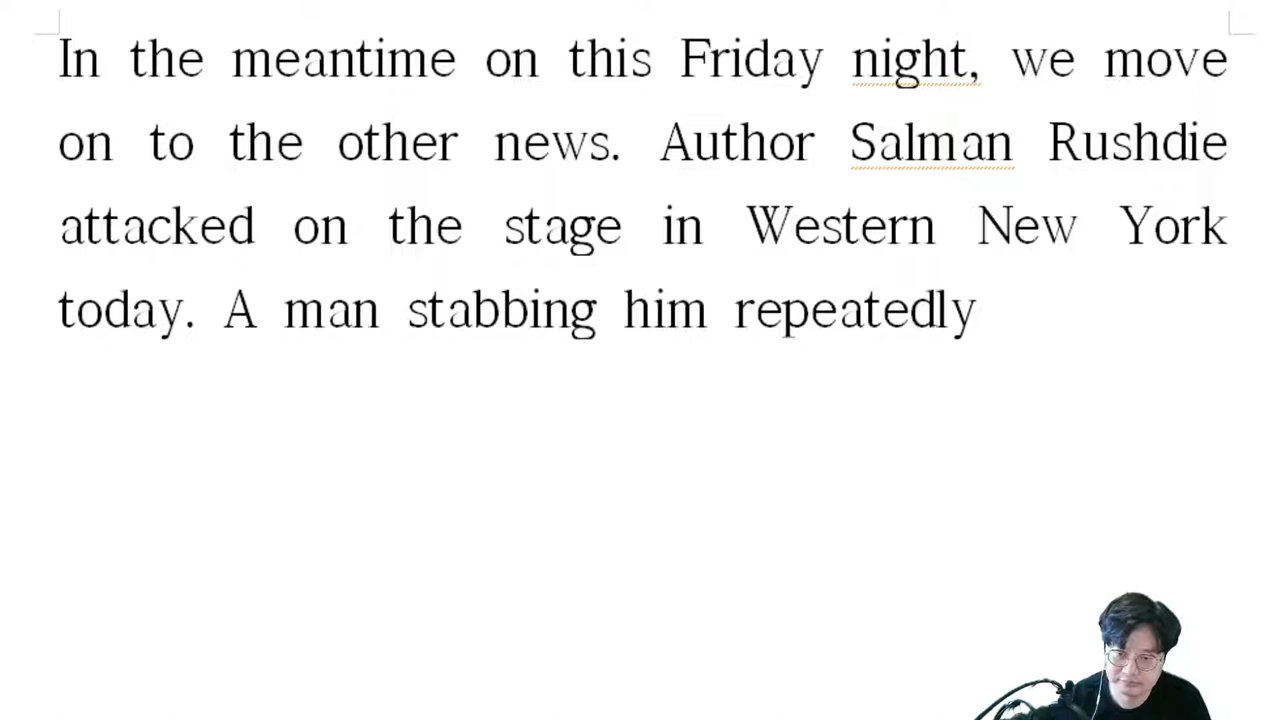 In the meantime on this Friday night, we move
on to the other news. Author Salman Rushdie
attacked on the stage in Western New York
today. A man stabbing him repeatedly